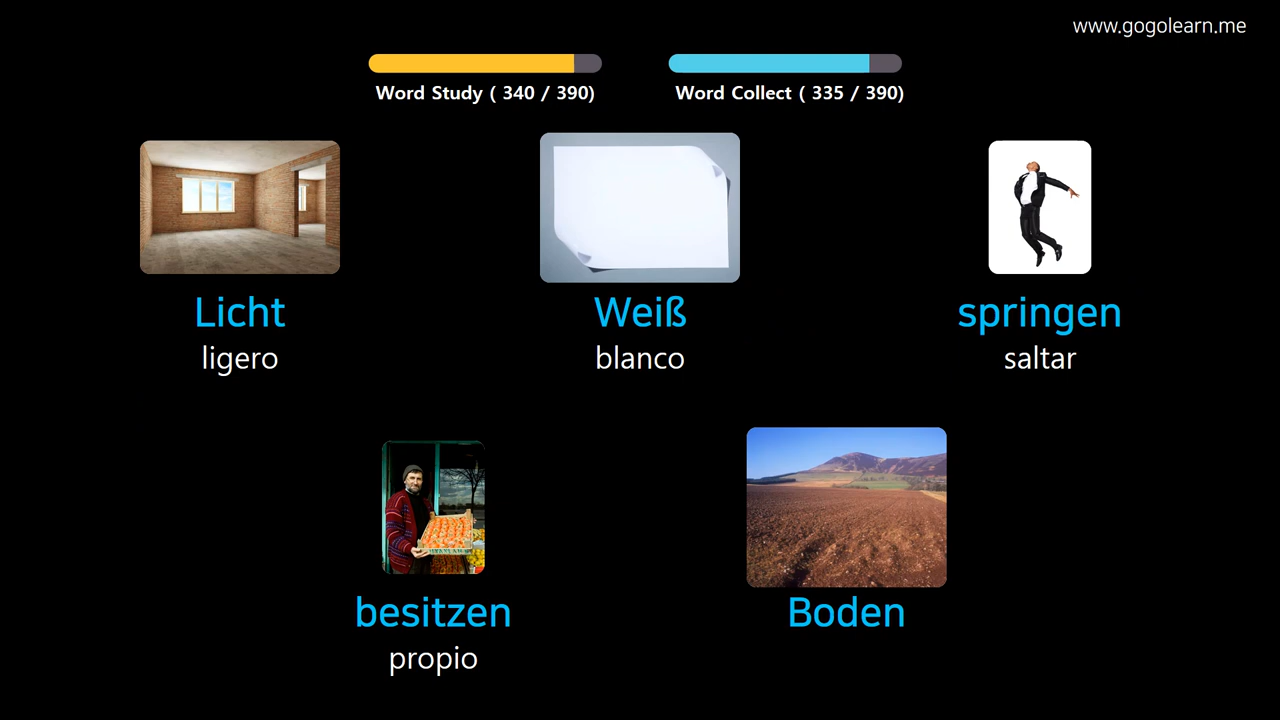 www.gogolearn.me
Word Study ( 340 / 390)
Word Collect ( 335 / 390)
Licht
ligero
Weiß
blanco
springen
saltar
besitzen
propio
Boden